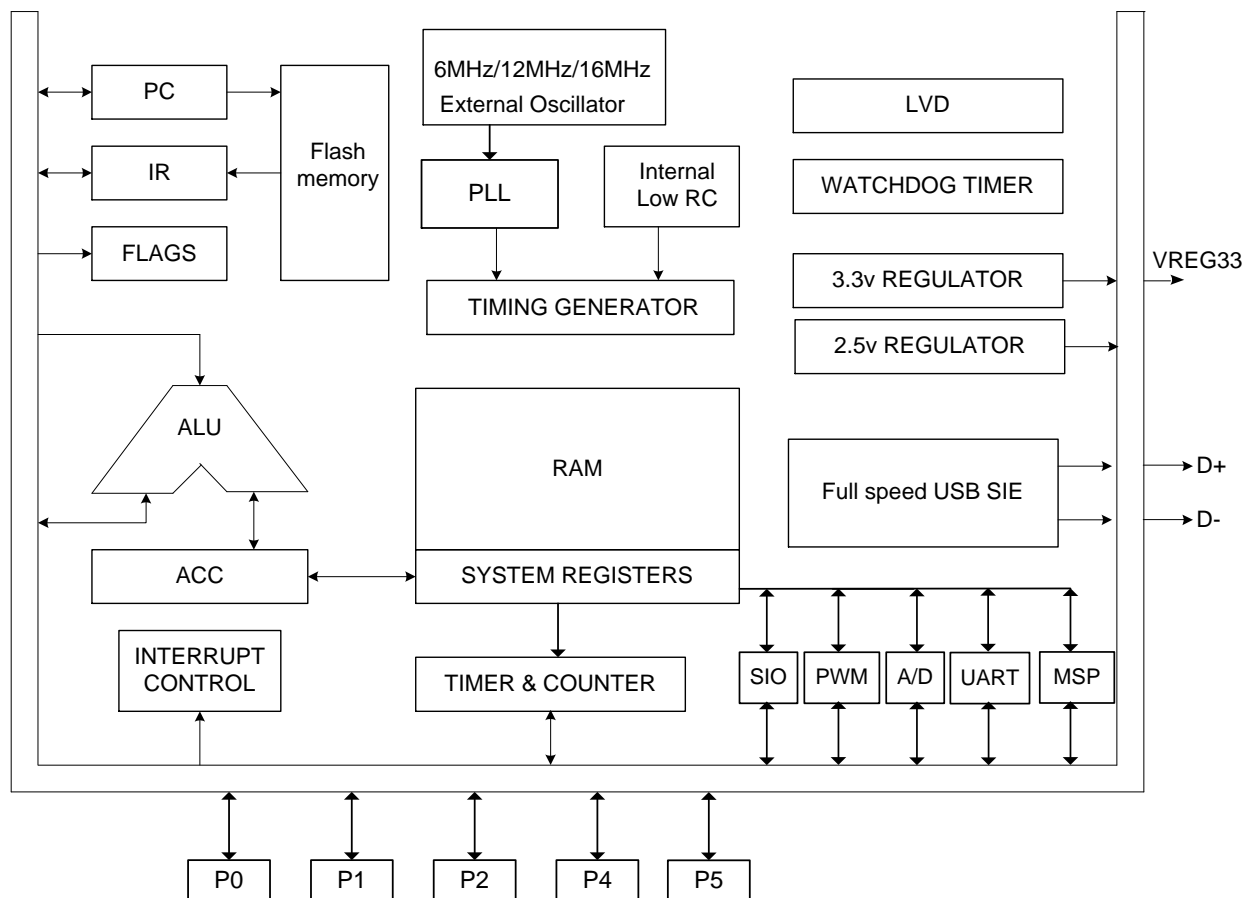 PC
IR
FLAGS
Flash
memory
6MHz/12MHz/16MHz
External Oscillator
PLL
Internal
Low RC
TIMING GENERATOR
LVD
WATCHDOG TIMER
3.3v REGULATOR
2.5v REGULATOR
VREG33
ALU
ACC
RAM
SYSTEM REGISTERS
Full speed USB SIE
D+
D-
INTERRUPT
CONTROL
TIMER & COUNTER
SIO
PWM
A/D
UART
MSP
P0
P1
P2
P4
P5